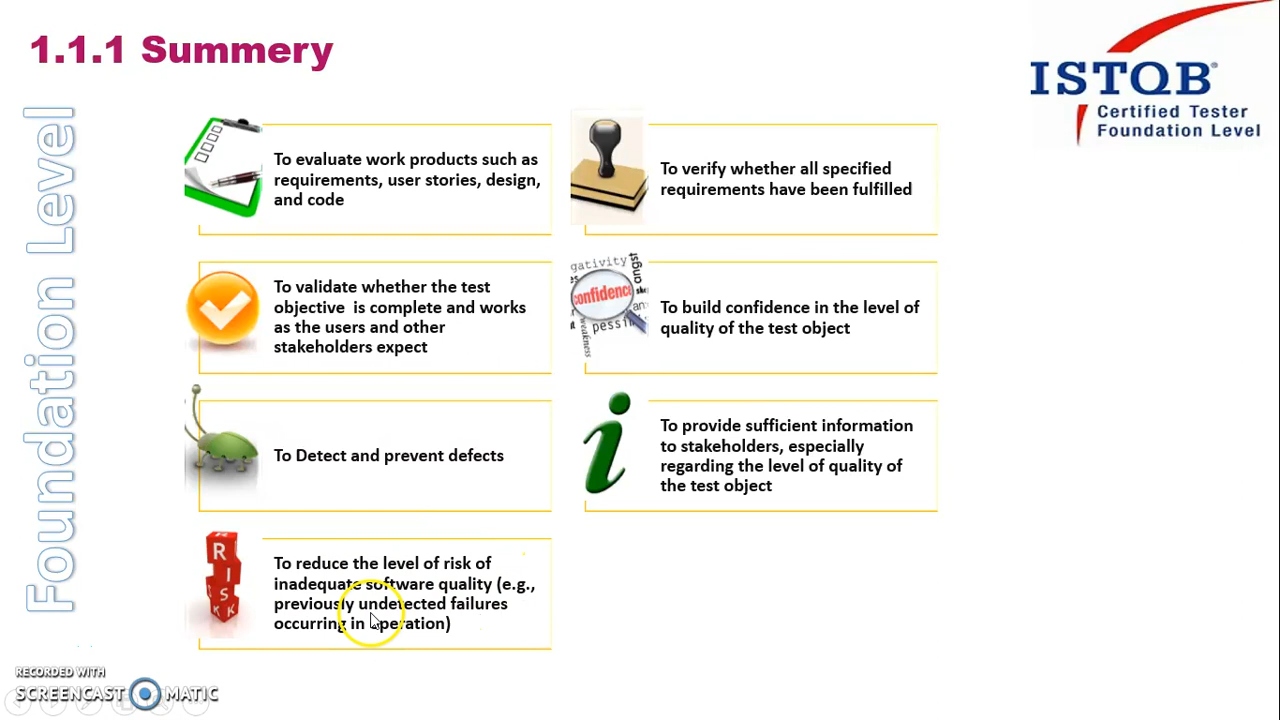 1.1.1 Summery
ISTQB®
Certified Tester
Foundation Level
Foundation Level
To evaluate work products such as
requirements, user stories, design,
and code
To verify whether all specified
requirements have been fulfilled
To validate whether the test
objective is complete and works
as the users and other
stakeholders expect
gativity
angst
confidence
pessi
weakness
To build confidence in the level of
quality of the test object
To Detect and prevent defects
To provide sufficient information
to stakeholders, especially
regarding the level of quality of
the test object
RISK
To reduce the level of risk of
inadequate software quality (e.g.,
previously undetected failures
occurring in operation)
RECORDED WITH
SCREENCAST MATIC